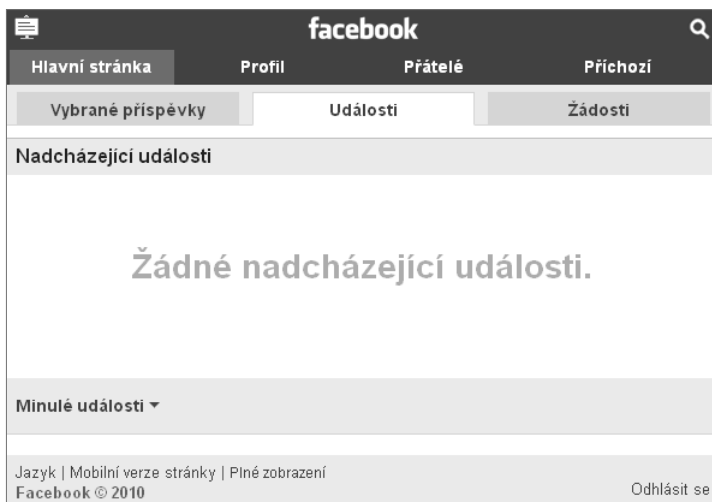 facebook
Hlavní stránka Profil Přátelé Příchozí
Vybrané příspěvky Události Žádosti
Nadcházející události
Žádné nadcházející události.
Minulé události
Jazyk | Mobilní verze stránky | Plné zobrazení
Facebook © 2010 Odhlásit se